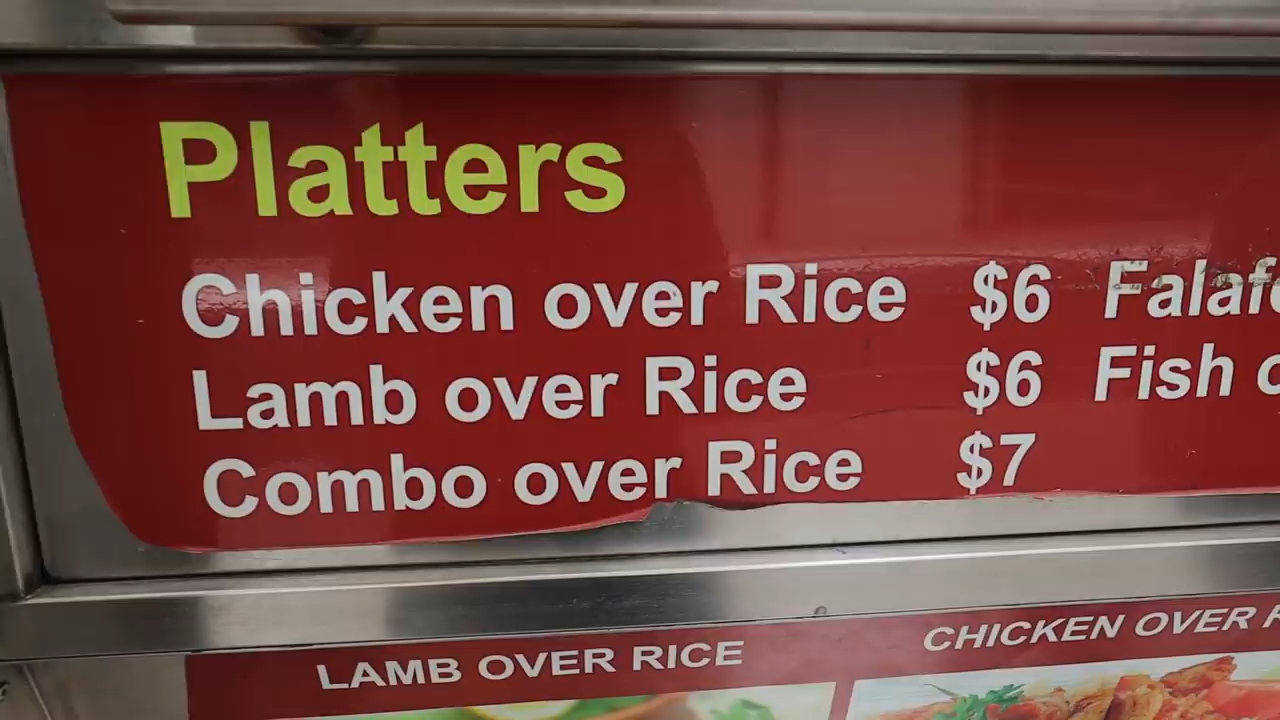 Platters
Chicken over Rice $6
Lamb over Rice $6 Fish
Combo over Rice $7
LAMB OVER RICE
CHICKEN OVER